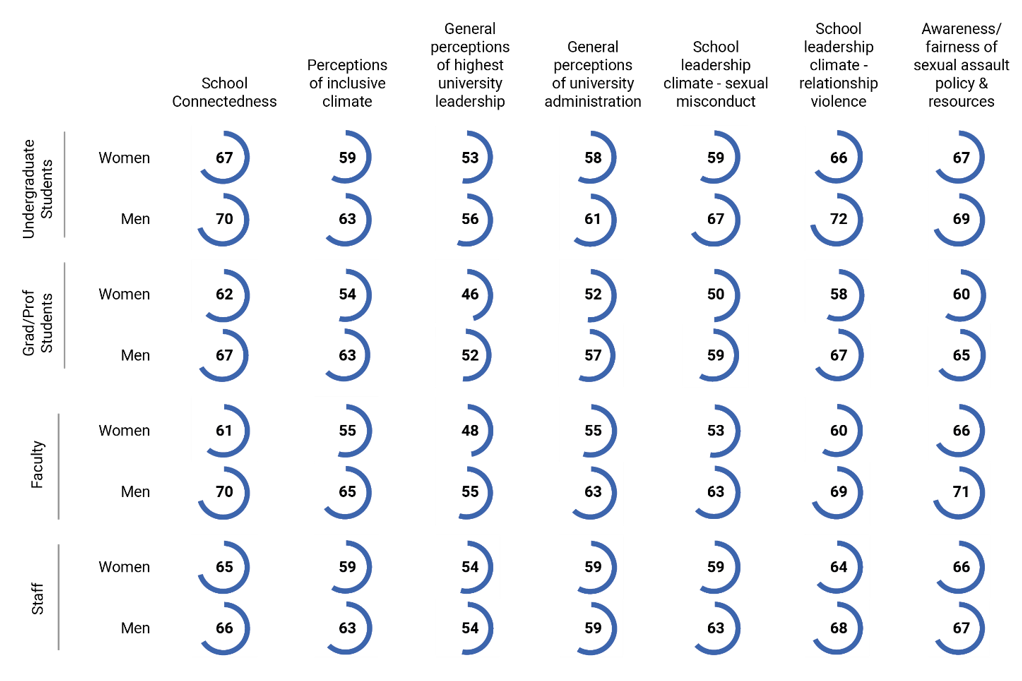 School
Connectedness
Perceptions
of inclusive
climate
General
perceptions
of highest
university
leadership
General
perceptions
of university
administration
School
leadership
climate - sexual
misconduct
School
leadership
climate -
relationship
violence
Awareness/
fairness of
sexual assault
policy &
resources
Undergraduate
Students
Women 67 59 53 58 59 66 67
Men 70 63 56 61 67 72 69
Grad/Prof
Students
Women 62 54 46 52 50 58 60
Men 67 63 52 57 59 67 65
Faculty
Women 61 55 48 55 53 60 66
Men 70 65 55 63 63 69 71
Staff
Women 65 59 54 59 59 64 66
Men 66 63 54 59 63 68 67